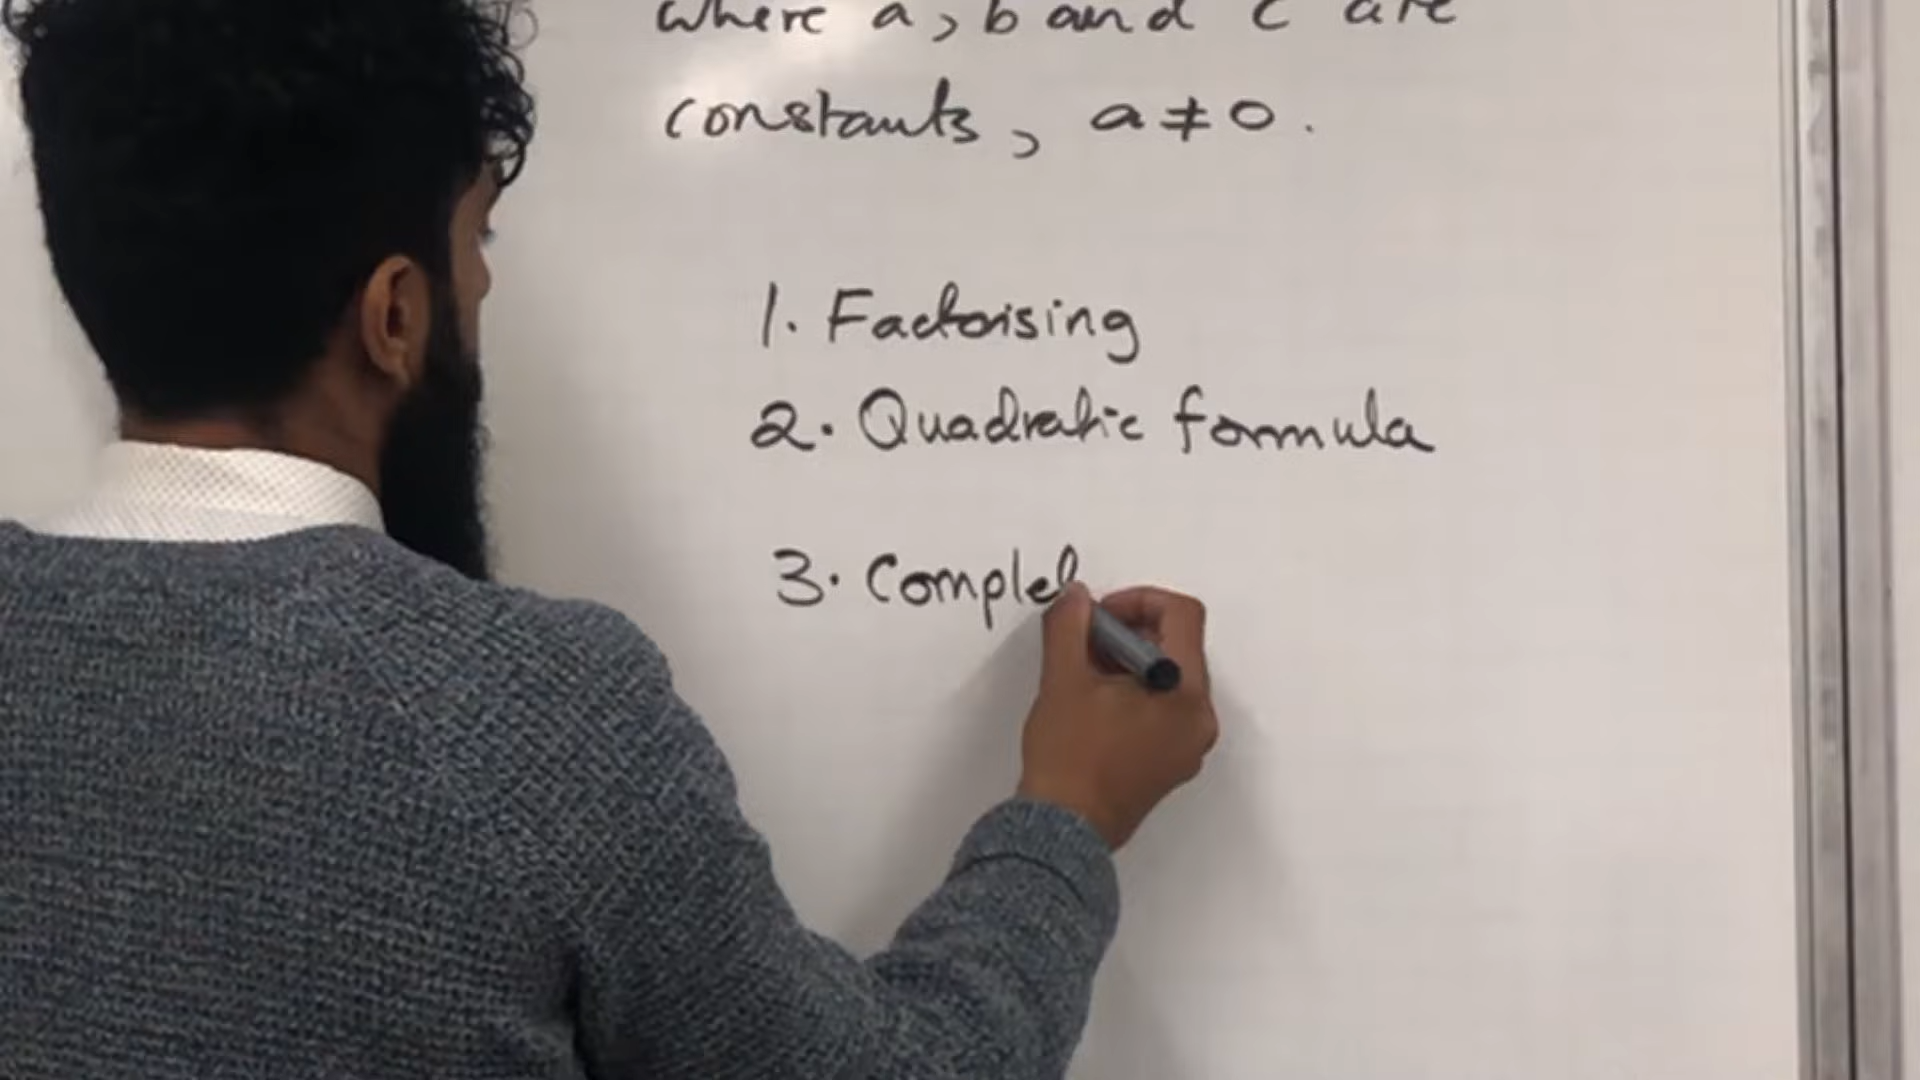 where a, b and c are
constants, a ≠ 0.
1. Factorising
2. Quadratic formula
3. Complet